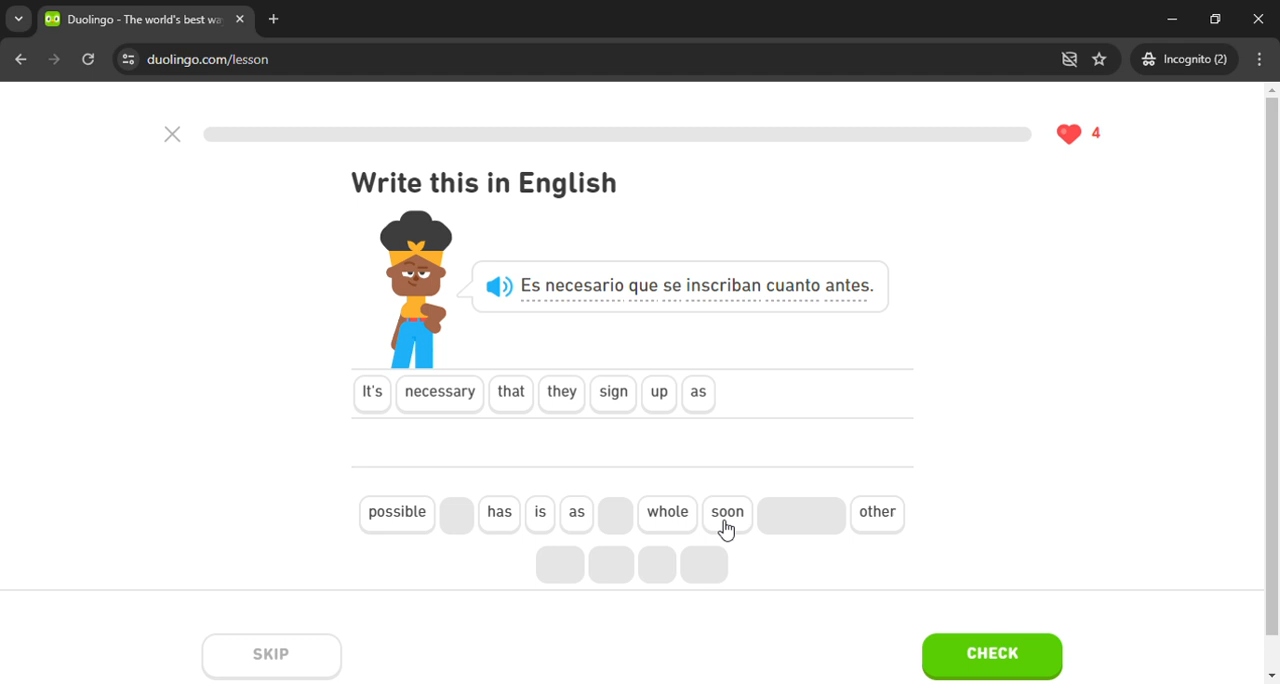 Duolingo - The world's best wa
duolingo.com/lesson
Incognito (2)
4
Write this in English
Es necesario que se inscriban cuanto antes.
It's necessary that they sign up as
possible has is as whole soon other
SKIP
CHECK